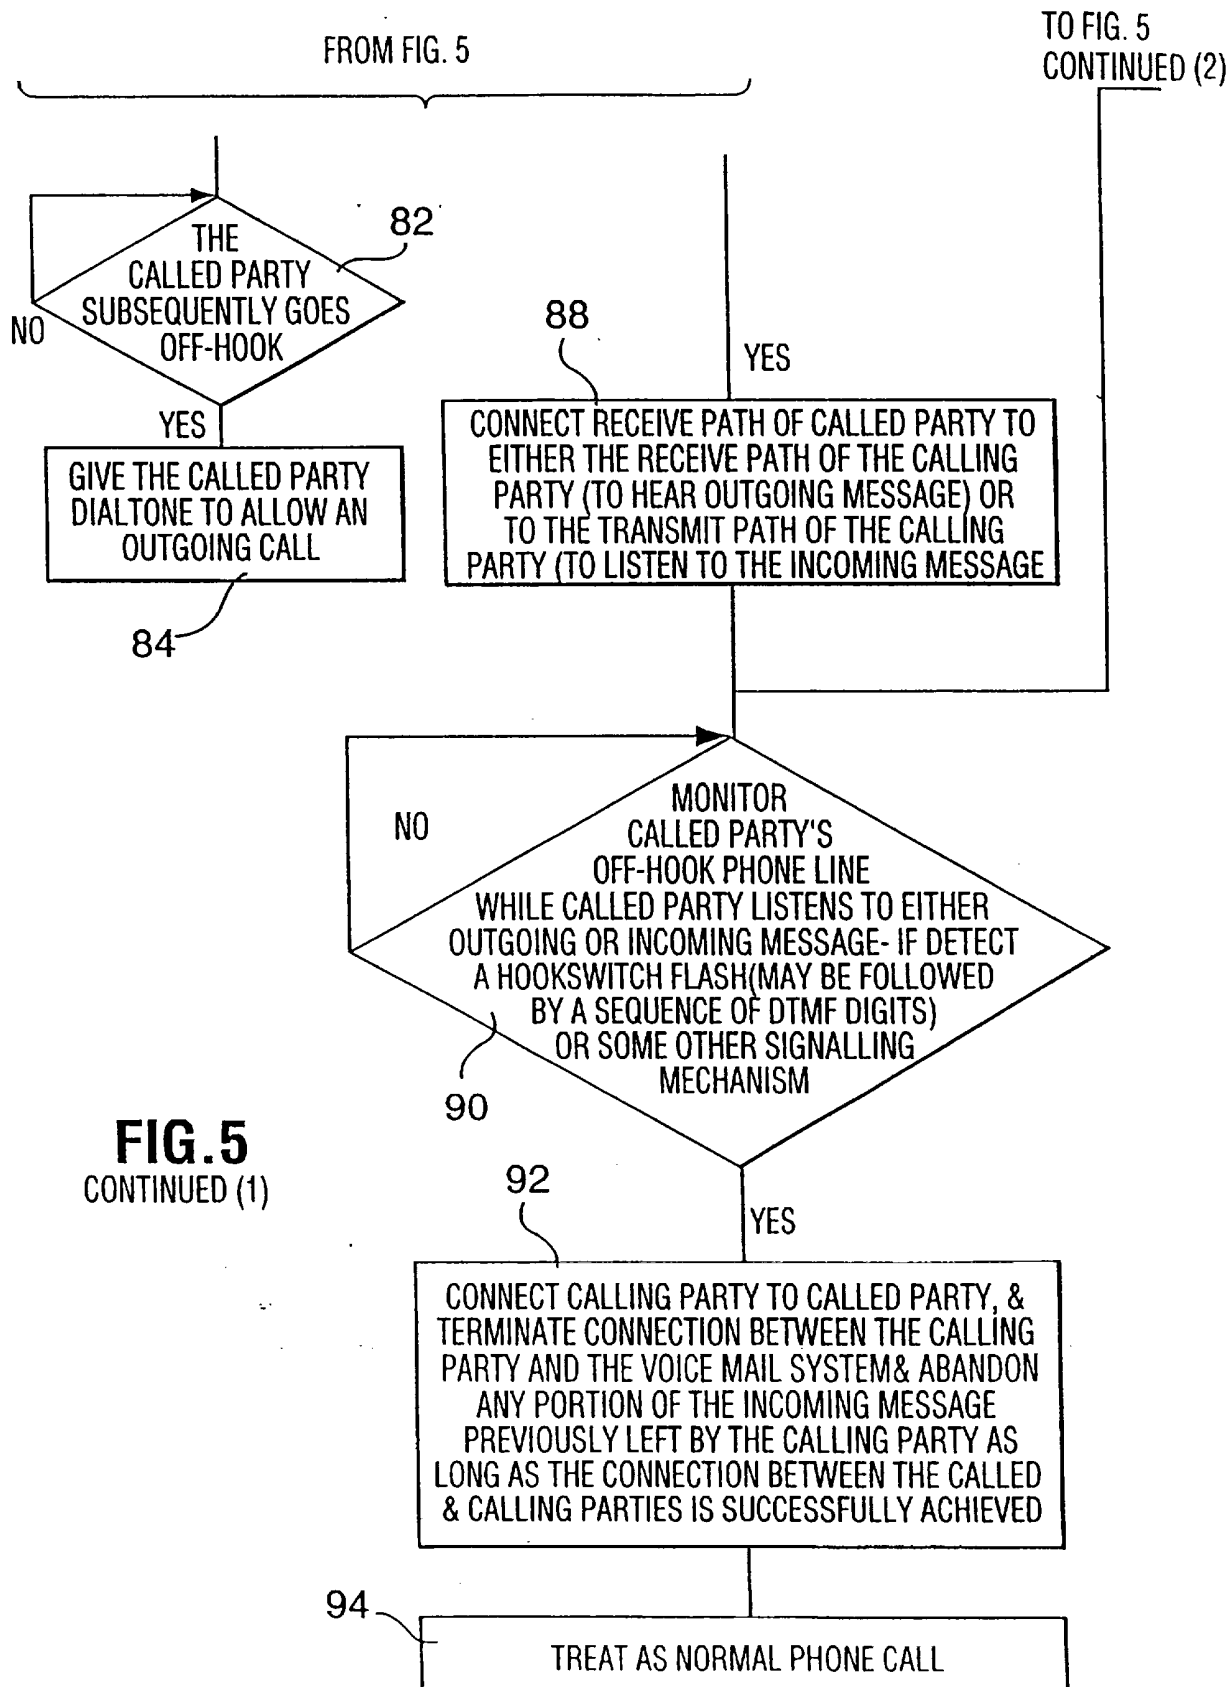 FROM FIG. 5
TO FIG. 5
CONTINUED (2)
82
THE
CALLED PARTY
SUBSEQUENTLY GOES
OFF-HOOK
NO
YES
GIVE THE CALLED PARTY
DIALTONE TO ALLOW AN
OUTGOING CALL
84
88
YES
CONNECT RECEIVE PATH OF CALLED PARTY TO
EITHER THE RECEIVE PATH OF THE CALLING
PARTY (TO HEAR OUTGOING MESSAGE) OR
TO THE TRANSMIT PATH OF THE CALLING
PARTY (TO LISTEN TO THE INCOMING MESSAGE
NO
MONITOR
CALLED PARTY'S
OFF-HOOK PHONE LINE
WHILE CALLED PARTY LISTENS TO EITHER
OUTGOING OR INCOMING MESSAGE- IF DETECT
A HOOKSWITCH FLASH(MAY BE FOLLOWED
BY A SEQUENCE OF DTMF DIGITS)
OR SOME OTHER SIGNALLING
MECHANISM
90
FIG.5
CONTINUED (1)
92
YES
CONNECT CALLING PARTY TO CALLED PARTY, &
TERMINATE CONNECTION BETWEEN THE CALLING
PARTY AND THE VOICE MAIL SYSTEM& ABANDON
ANY PORTION OF THE INCOMING MESSAGE
PREVIOUSLY LEFT BY THE CALLING PARTY AS
LONG AS THE CONNECTION BETWEEN THE CALLED
& CALLING PARTIES IS SUCCESSFULLY ACHIEVED
94
TREAT AS NORMAL PHONE CALL